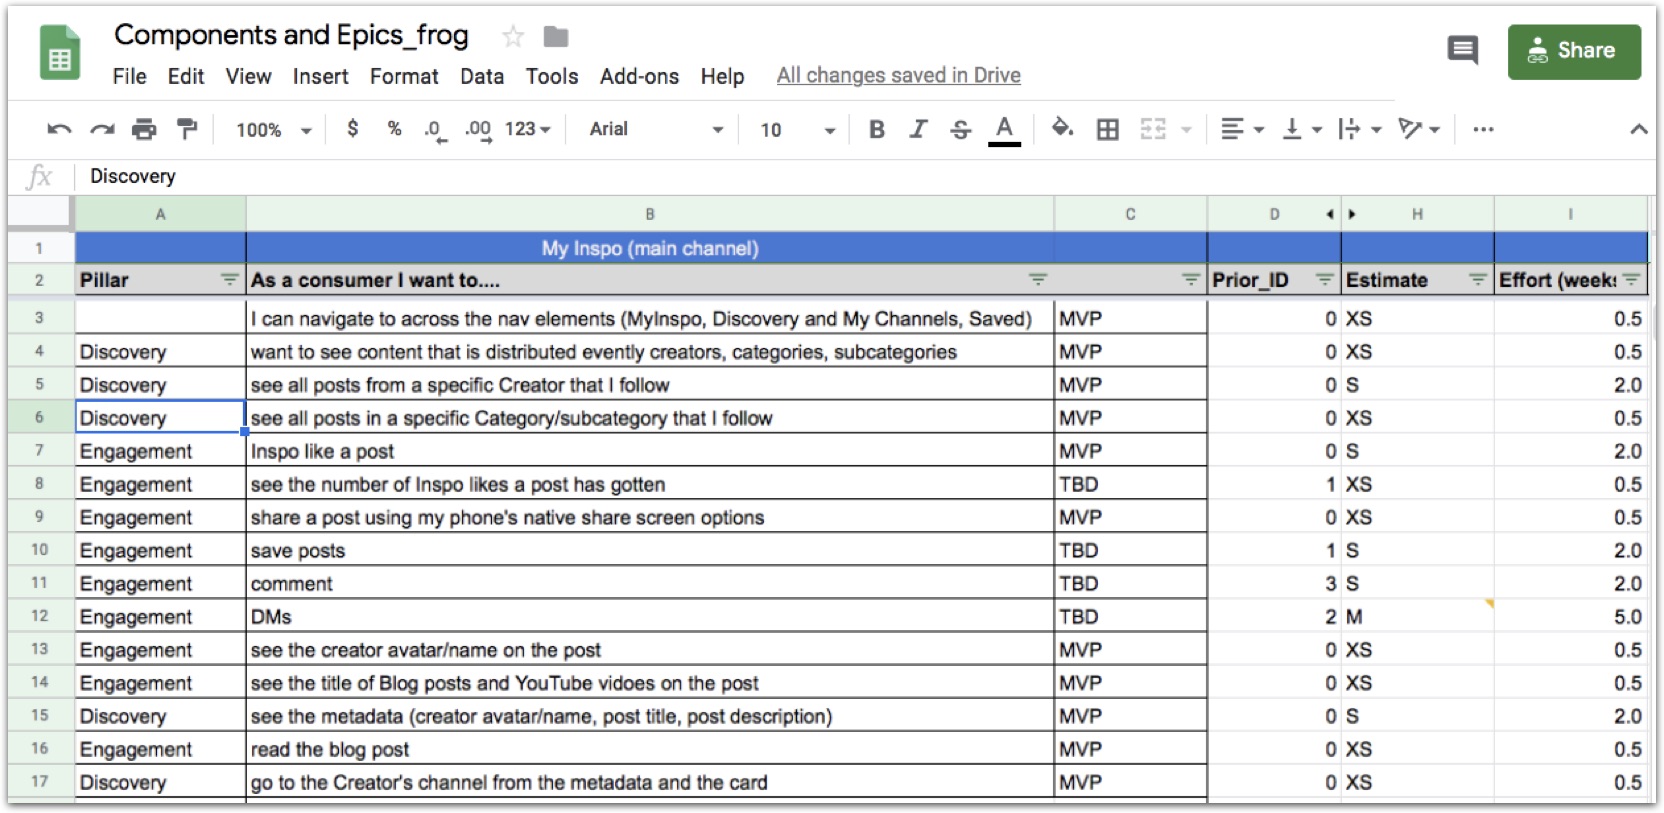 Components and Epics_frog
File Edit View Insert Format Data Tools Add-ons Help All changes saved in Drive
Share
100% $ % .0 .00 123 Arial 10 B I S A
fx Discovery
A B C D H I
1 My Inspo (main channel)
2 Pillar As a consumer I want to.... Prior_ID Estimate Effort (weeks
3 I can navigate to across the nav elements (MyInspo, Discovery and My Channels, Saved) MVP 0 XS 0.5
4 Discovery want to see content that is distributed evently creators, categories, subcategories MVP 0 XS 0.5
5 Discovery see all posts from a specific Creator that I follow MVP 0 S 2.0
6 Discovery see all posts in a specific Category/subcategory that I follow MVP 0 XS 0.5
7 Engagement Inspo like a post MVP 0 S 2.0
8 Engagement see the number of Inspo likes a post has gotten TBD 1 XS 0.5
9 Engagement share a post using my phone's native share screen options MVP 0 XS 0.5
10 Engagement save posts TBD 1 S 2.0
11 Engagement comment TBD 3 S 2.0
12 Engagement DMs TBD 2 M 5.0
13 Engagement see the creator avatar/name on the post MVP 0 XS 0.5
14 Engagement see the title of Blog posts and YouTube vidoes on the post MVP 0 XS 0.5
15 Discovery see the metadata (creator avatar/name, post title, post description) MVP 0 S 2.0
16 Engagement read the blog post MVP 0 XS 0.5
17 Discovery go to the Creator's channel from the metadata and the card MVP 0 XS 0.5